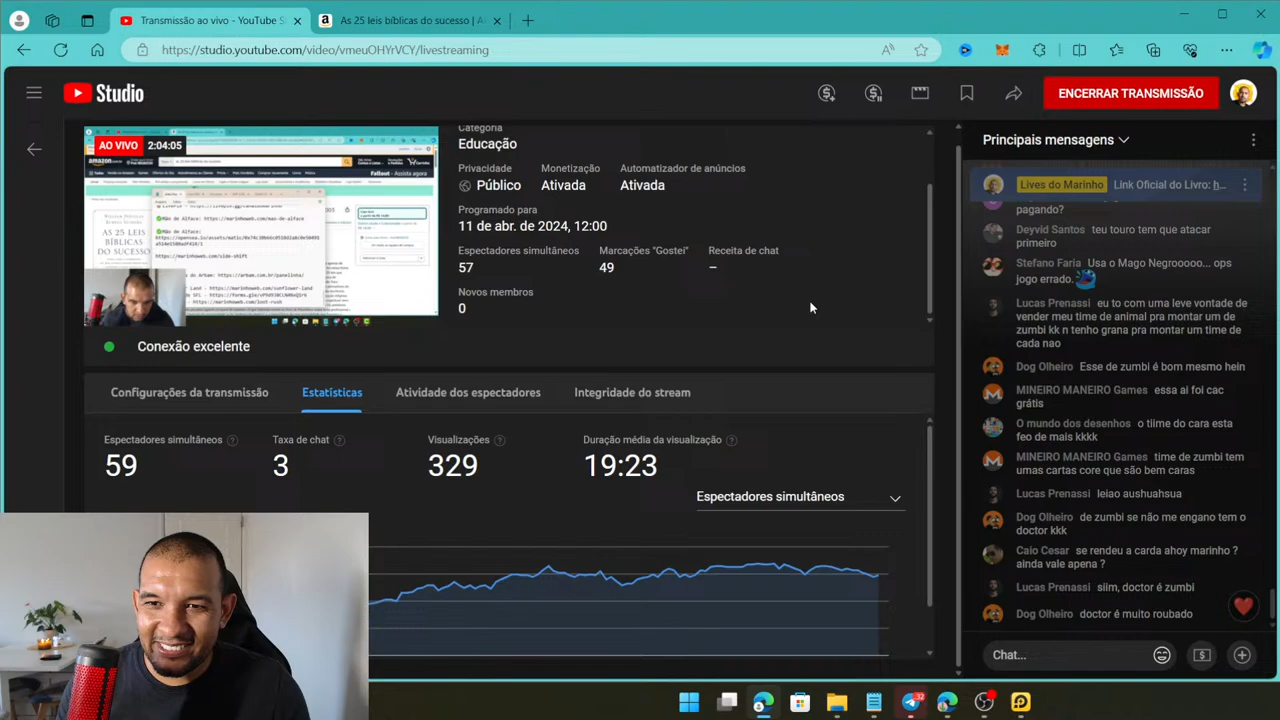 Transmissão ao vivo - YouTube S
As 25 leis bíblicas do sucesso | A
https://studio.youtube.com/video/vmeuOHYrVCY/livestreaming
Studio
ENCERRAR TRANSMISSÃO
AO VIVO 2:04:05
Categoria
Educação
Privacidade Monetização Automatizador de anúncios
Público Ativada Ativada
Programado para
11 de abr. de 2024, 12:00
Espectadores simultâneos Marcações "Gostei" Receita de chat
57 49 –
Novos membros
0
AS 25 LEIS
BÍBLICAS
DO SUCESSO
Conexão excelente
Configurações da transmissão Estatísticas Atividade dos espectadores Integridade do stream
Espectadores simultâneos Taxa de chat Visualizações Duração média da visualização
59 3 329 19:23
Espectadores simultâneos
Principais mensagens
Lives do Marinho Link Oficial do Livro: h...
pagando?
Deyvid Santos Burro tem que atacar
primeiro
Stefano Faria Usa o Mago Negroooo... ops
jogo errado.
Lucas Prenassi eu to com uma leverdade de
vender meu time de animal pra montar um de
zumbi kk n tenho grana pra montar um time de
cada nao
Dog Olheiro Esse de zumbi é bom mesmo hein
MINEIRO MANEIRO Games essa ai foi cac
grátis
O mundo dos desenhos o tiime do cara esta
feo de mais kkkk
MINEIRO MANEIRO Games time de zumbi tem
umas cartas core que são bem caras
Lucas Prenassi leiao aushuahsua
Dog Olheiro de zumbi se não me engano tem o
doctor kkk
Caio Cesar se rendeu a carda ahoy marinho ?
ainda vale apena ?
Lucas Prenassi siim, doctor é zumbi
Dog Olheiro doctor é muito roubado
Chat...